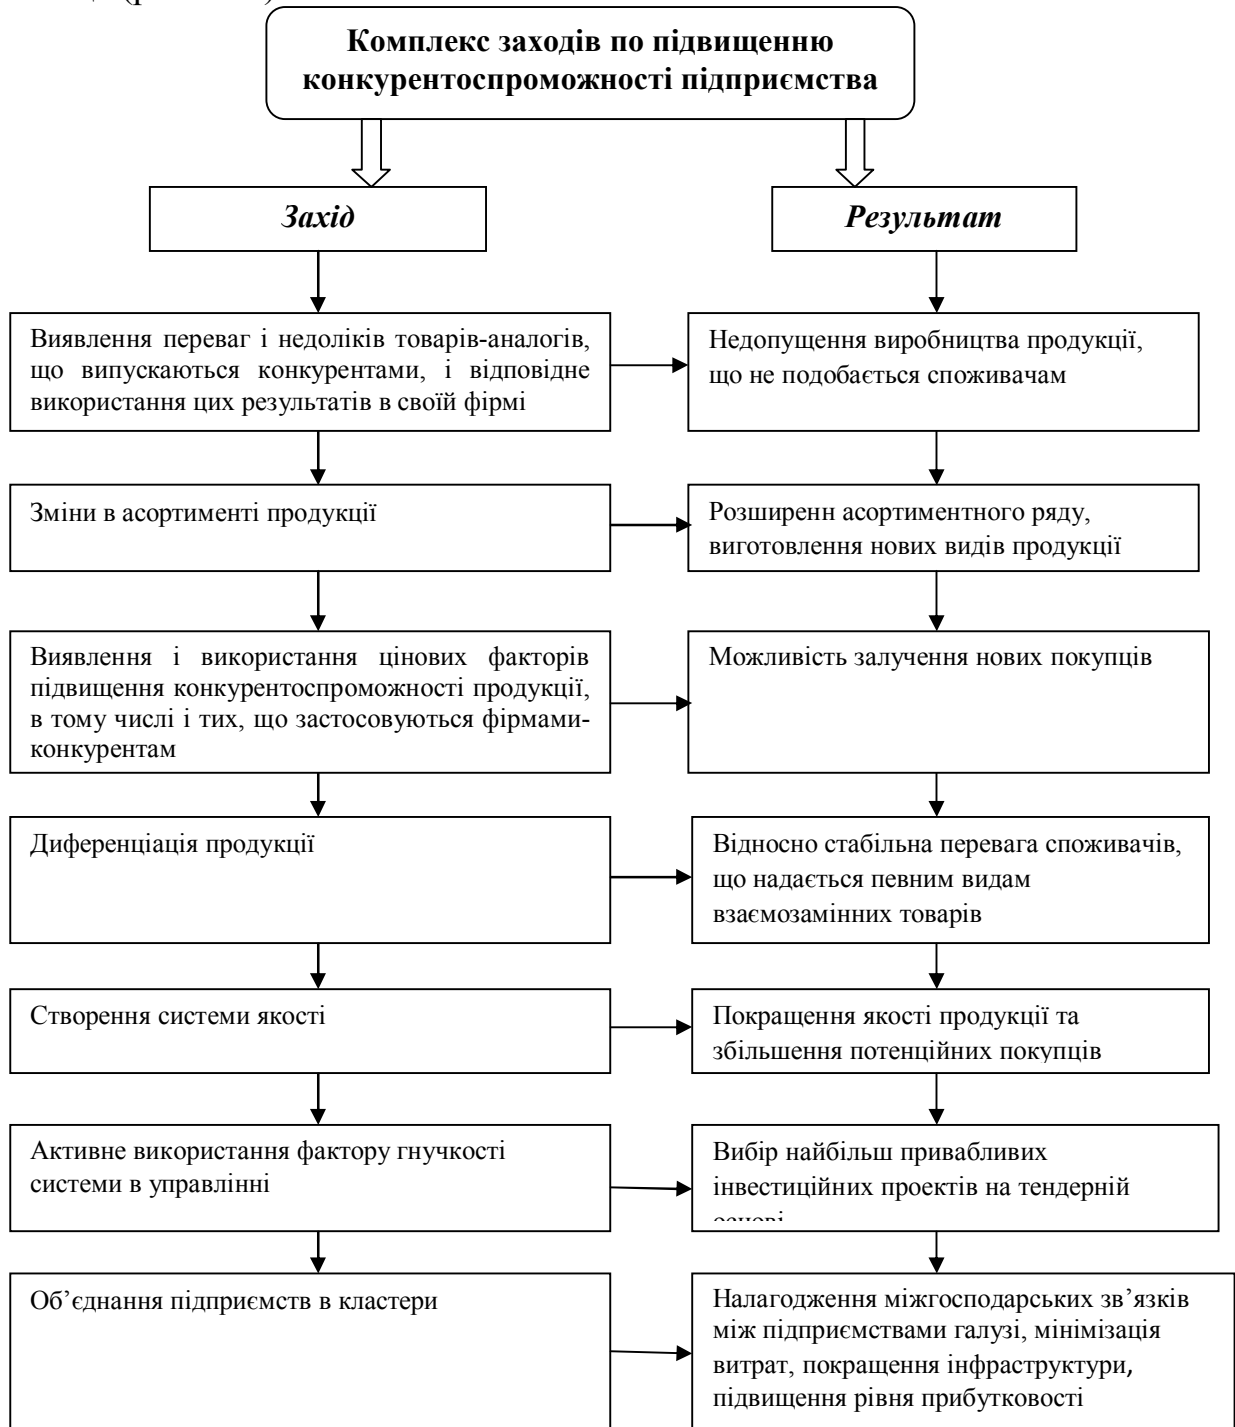 Комплекс заходів по підвищенню
конкурентоспроможності підприємства
Захід
Результат
Виявлення переваг і недоліків товарів-аналогів,
що випускаються конкурентами, і відповідне
використання цих результатів в своїй фірмі
Недопущення виробництва продукції,
що не подобається споживачам
Зміни в асортименті продукції
Розширенн асортиментного ряду,
виготовлення нових видів продукції
Виявлення і використання цінових факторів
підвищення конкурентоспроможності продукції,
в тому числі і тих, що застосовуються фірмами-
конкурентам
Можливість залучення нових покупців
Диференціація продукції
Відносно стабільна перевага споживачів,
що надається певним видам
взаємозамінних товарів
Створення системи якості
Покращення якості продукції та
збільшення потенційних покупців
Активне використання фактору гнучкості
системи в управлінні
Вибір найбільш привабливих
інвестиційних проектів на тендерній
основі
Об’єднання підприємств в кластери
Налагодження міжгосподарських зв’язків
між підприємствами галузі, мінімізація
витрат, покращення інфраструктури,
підвищення рівня прибутковості